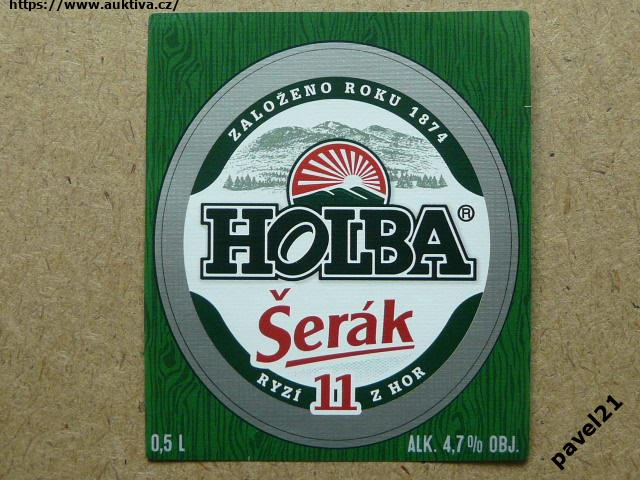 https://www.auktiva.cz/
ZALOŽENO ROKU 1874
HOLBA®
Šerák
RYZÍ 11 Z HOR
0,5 L
ALK. 4,7% OBJ.
pavel21